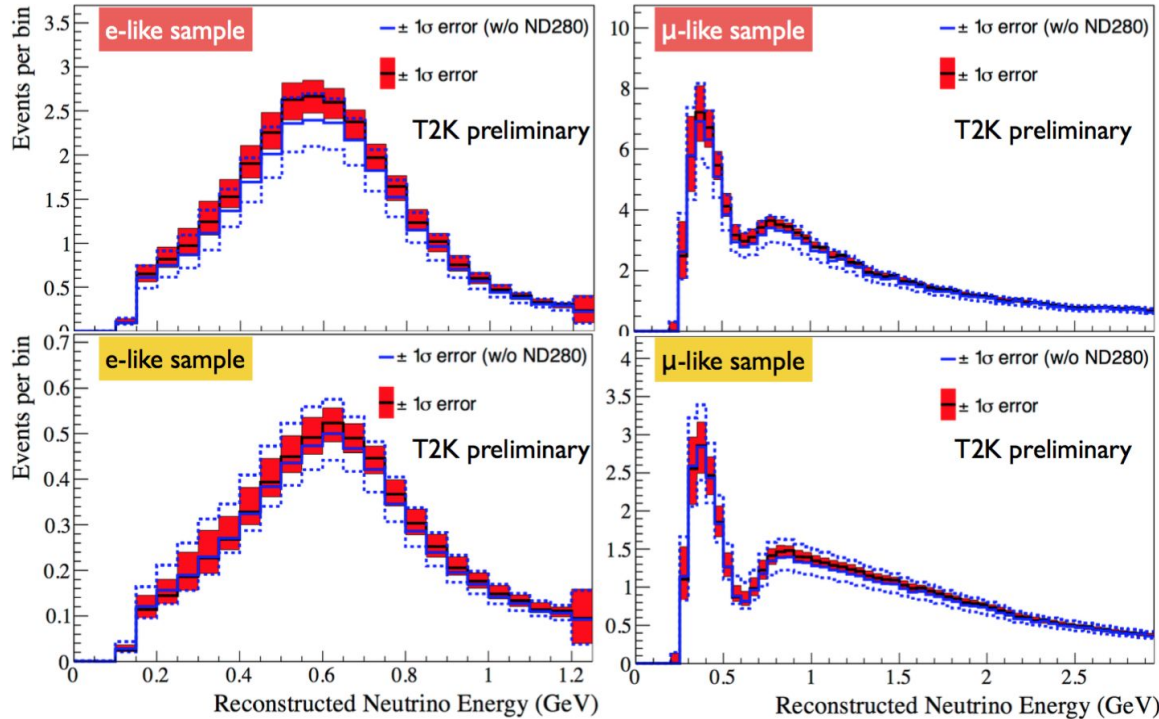 Events per bin
3.5
3
2.5
2
1.5
1
0.5
0
e-like sample
± 1σ error (w/o ND280)
± 1σ error
T2K preliminary
10
8
6
4
2
0
μ-like sample
± 1σ error (w/o ND280)
± 1σ error
T2K preliminary
Events per bin
0.7
0.6
0.5
0.4
0.3
0.2
0.1
0
e-like sample
± 1σ error (w/o ND280)
± 1σ error
T2K preliminary
0.2 0.4 0.6 0.8 1 1.2
Reconstructed Neutrino Energy (GeV)
4
3.5
3
2.5
2
1.5
1
0.5
0
μ-like sample
± 1σ error (w/o ND280)
± 1σ error
T2K preliminary
0 0.5 1 1.5 2 2.5
Reconstructed Neutrino Energy (GeV)